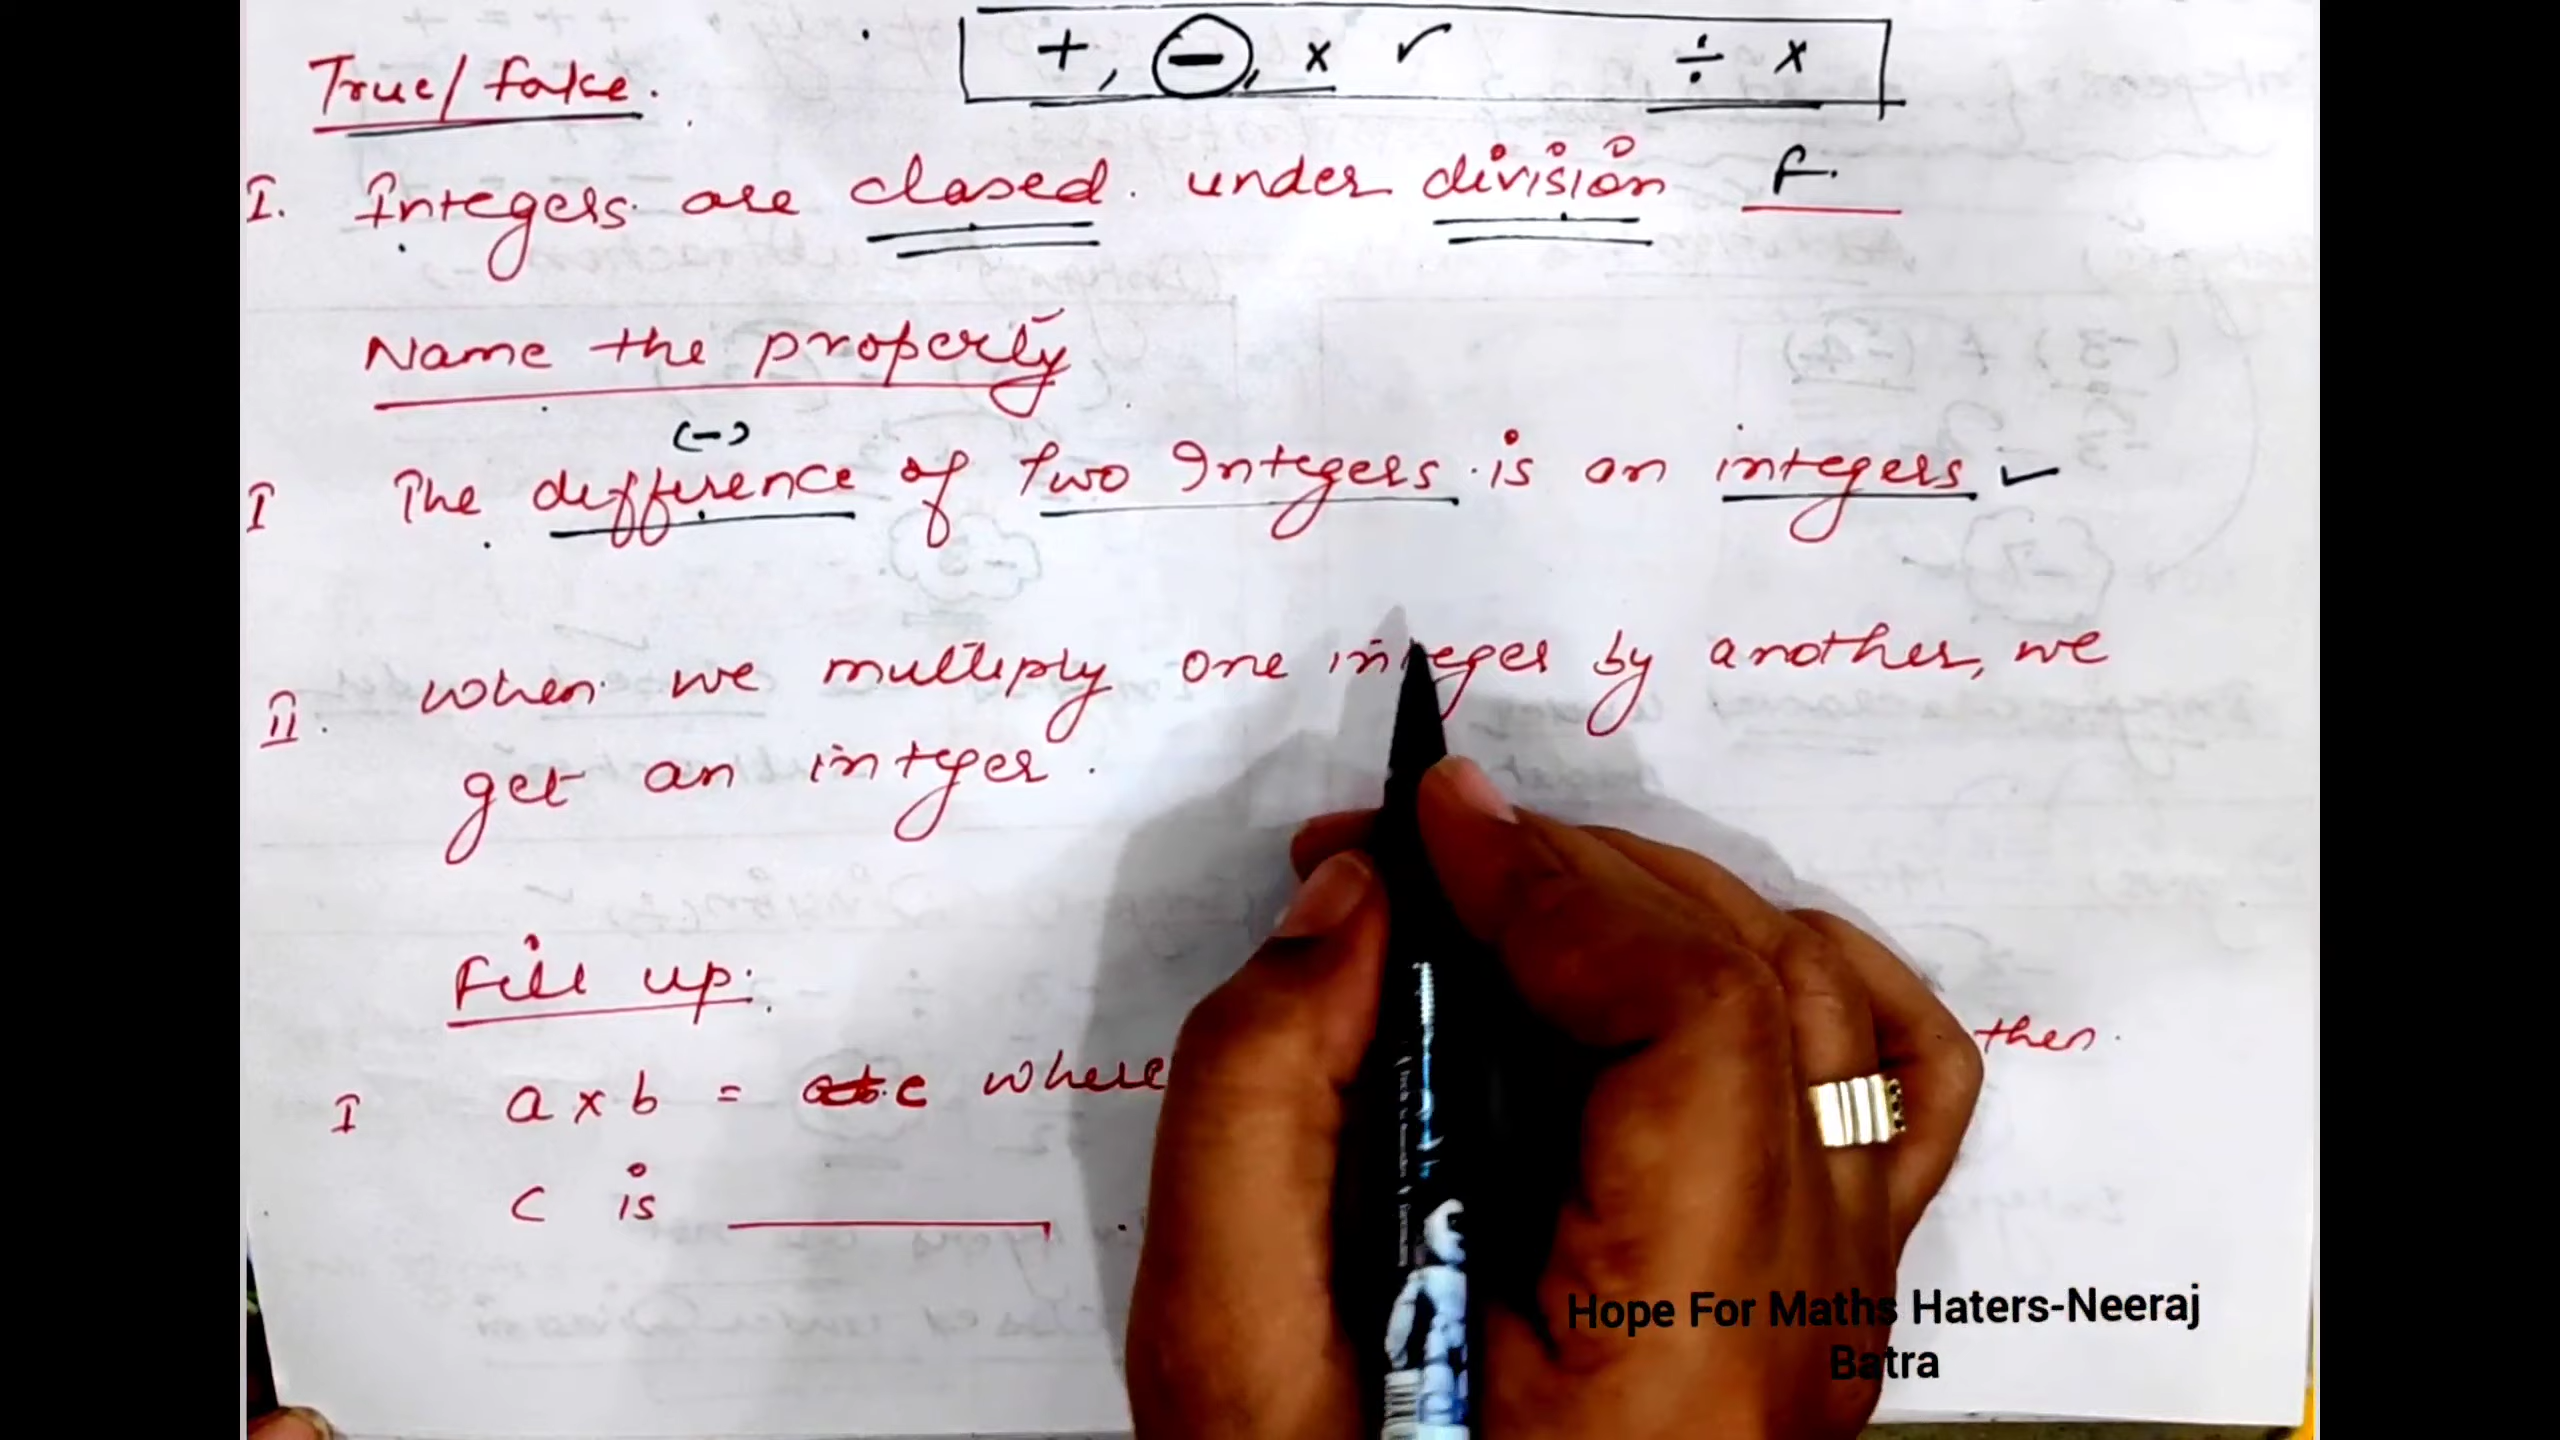 +, -, × ✓ ÷ ×
True/false.
I. Integers are closed. under division F.
Name the property
(-)
I The difference of two Integers is an integers ✓
II. When we multiply one integer by another, we
get an integer.
Fill up.
I a × b = c where then.
c is
Hope For Maths Haters-Neeraj
Batra